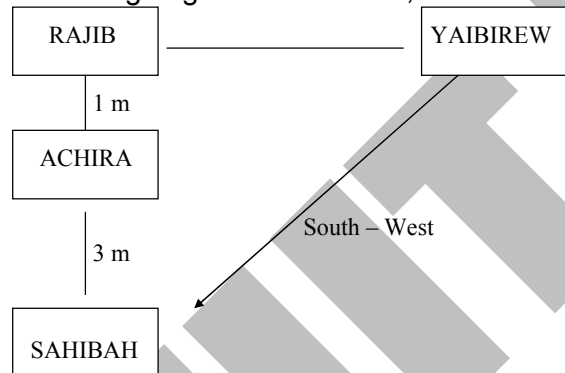 RAJIB
YAIBIREW
1 m
ACHIRA
South – West
3 m
SAHIBAH